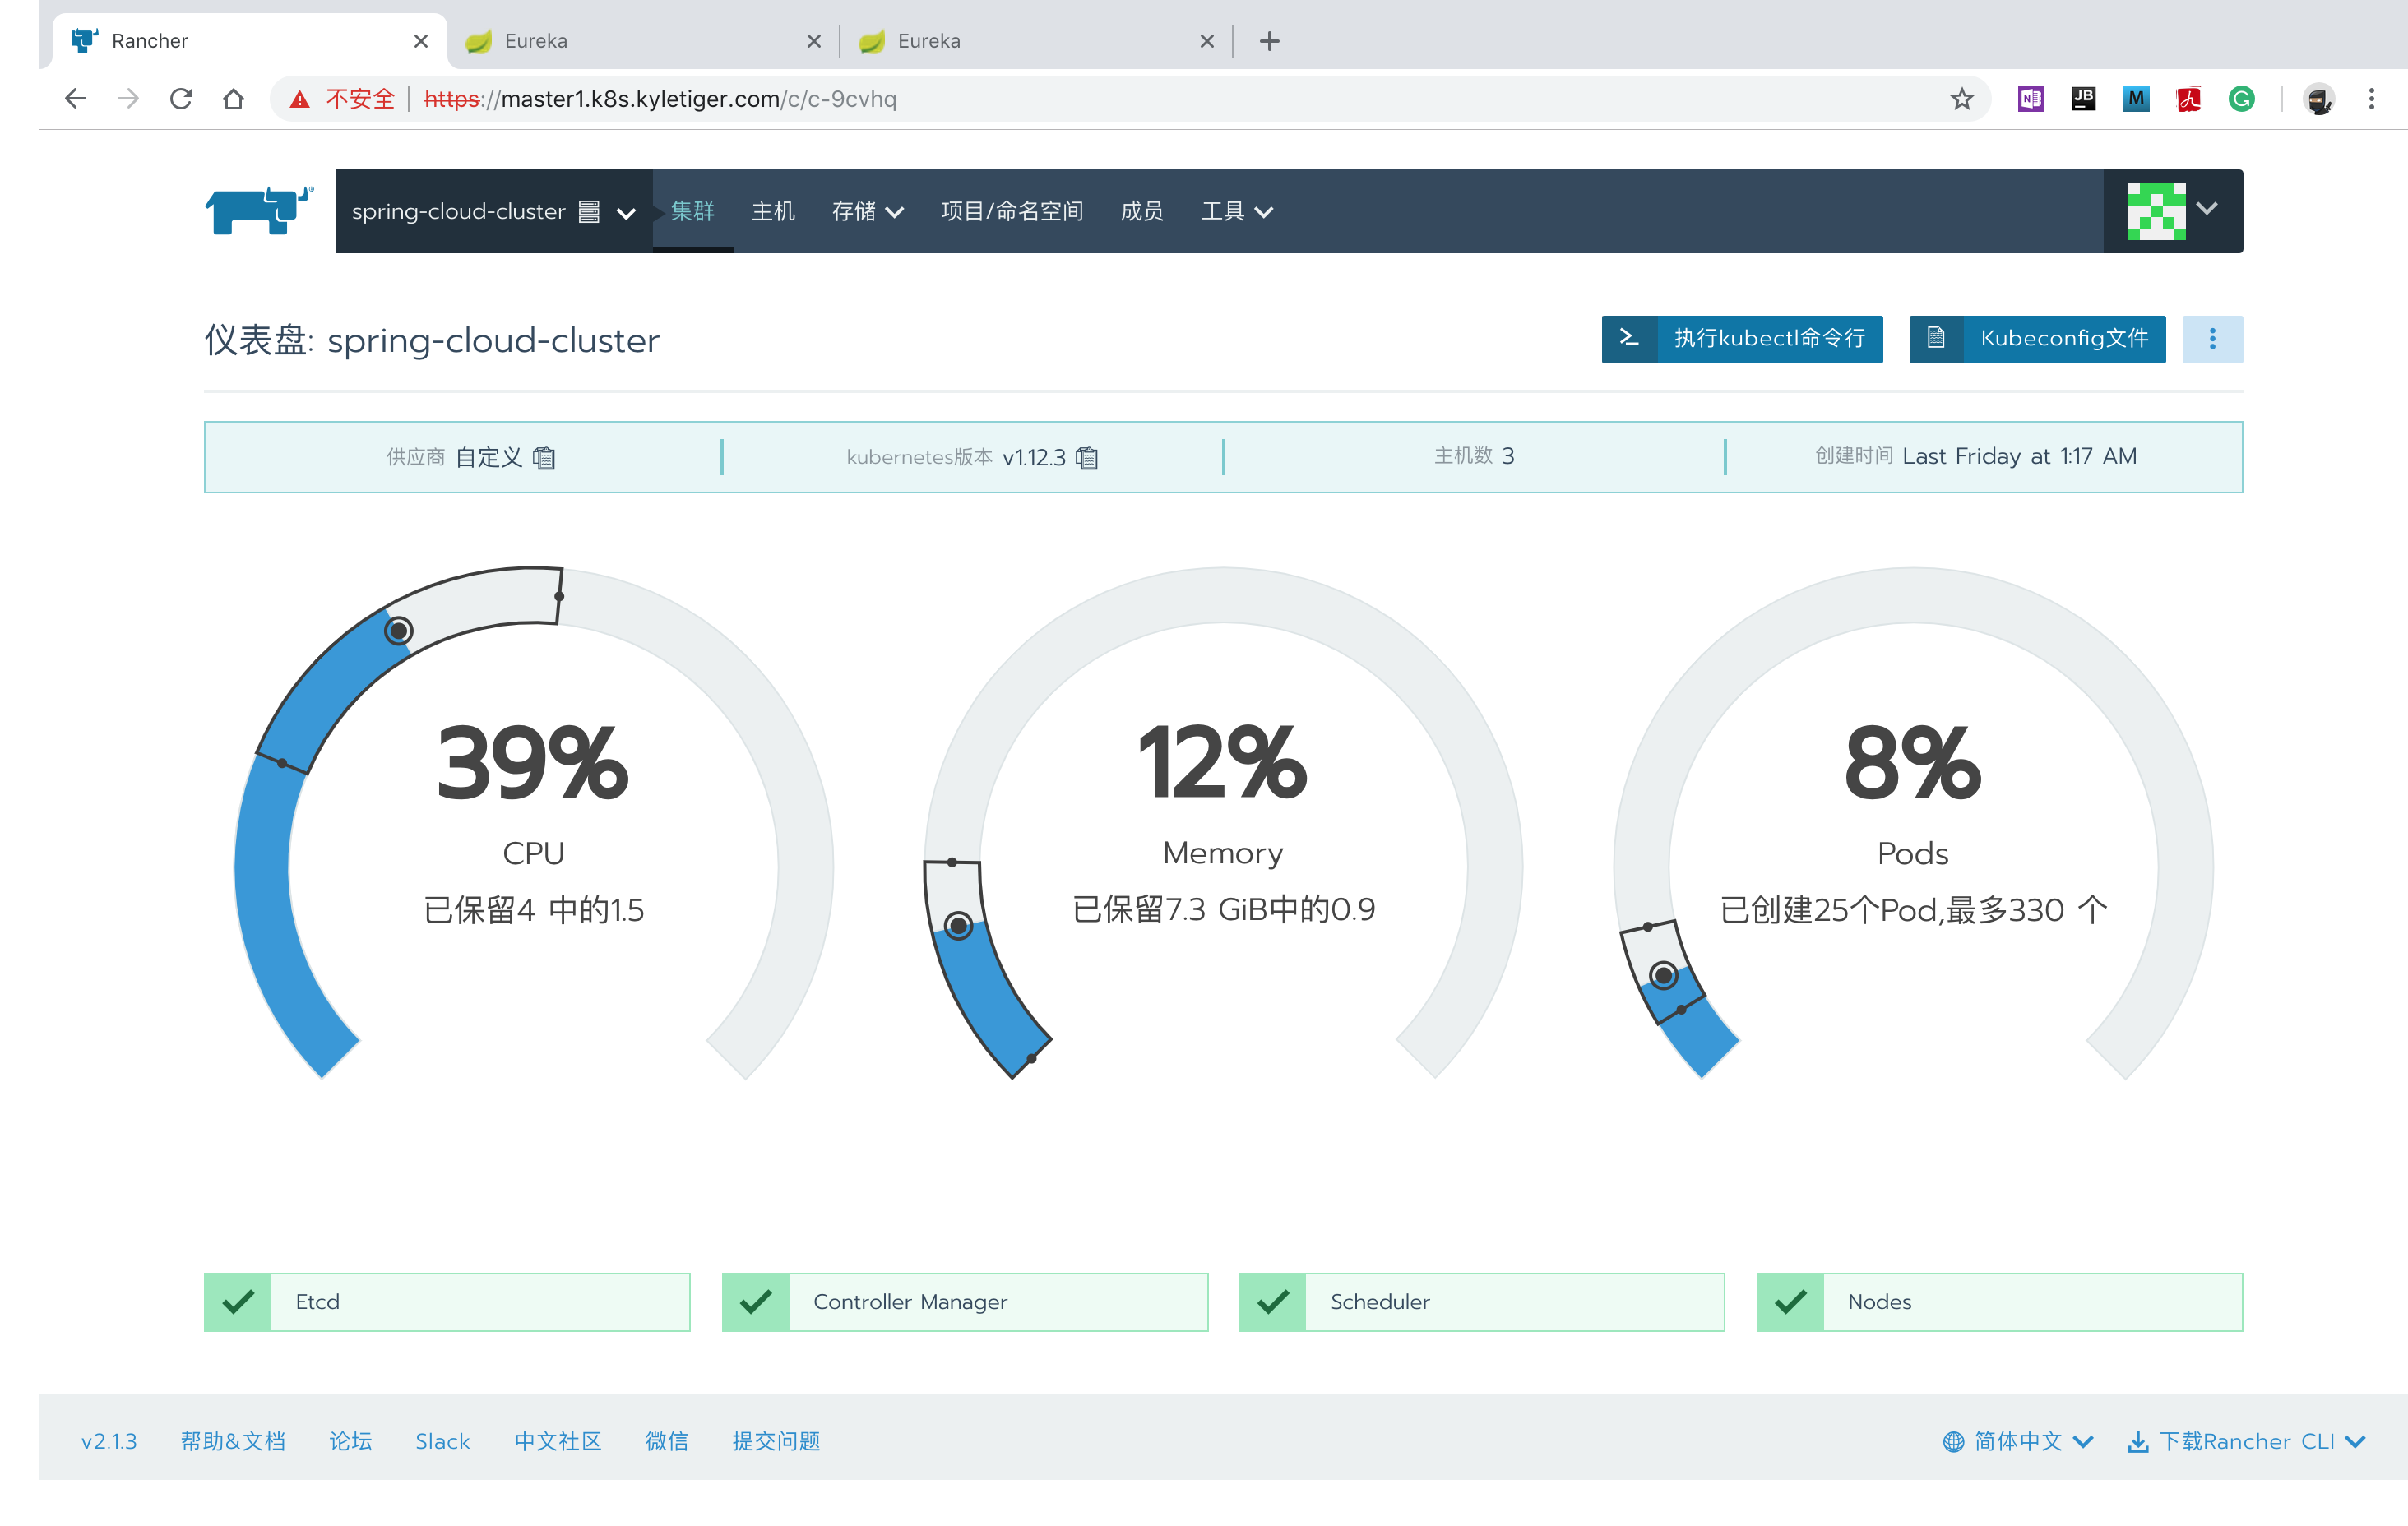 Rancher
Eureka
Eureka
不安全 https://master1.k8s.kyletiger.com/c/c-9cvhq
N JB M G
spring-cloud-cluster 集群 主机 存储 项目/命名空间 成员 工具
仪表盘: spring-cloud-cluster
执行kubectl命令行
Kubeconfig文件
供应商 自定义
kubernetes版本 v1.12.3
主机数 3
创建时间 Last Friday at 1:17 AM
39%
CPU
已保留4 中的1.5
12%
Memory
已保留7.3 GiB中的0.9
8%
Pods
已创建25个Pod,最多330 个
Etcd
Controller Manager
Scheduler
Nodes
v2.1.3 帮助&文档 论坛 Slack 中文社区 微信 提交问题
简体中文 下载Rancher CLI